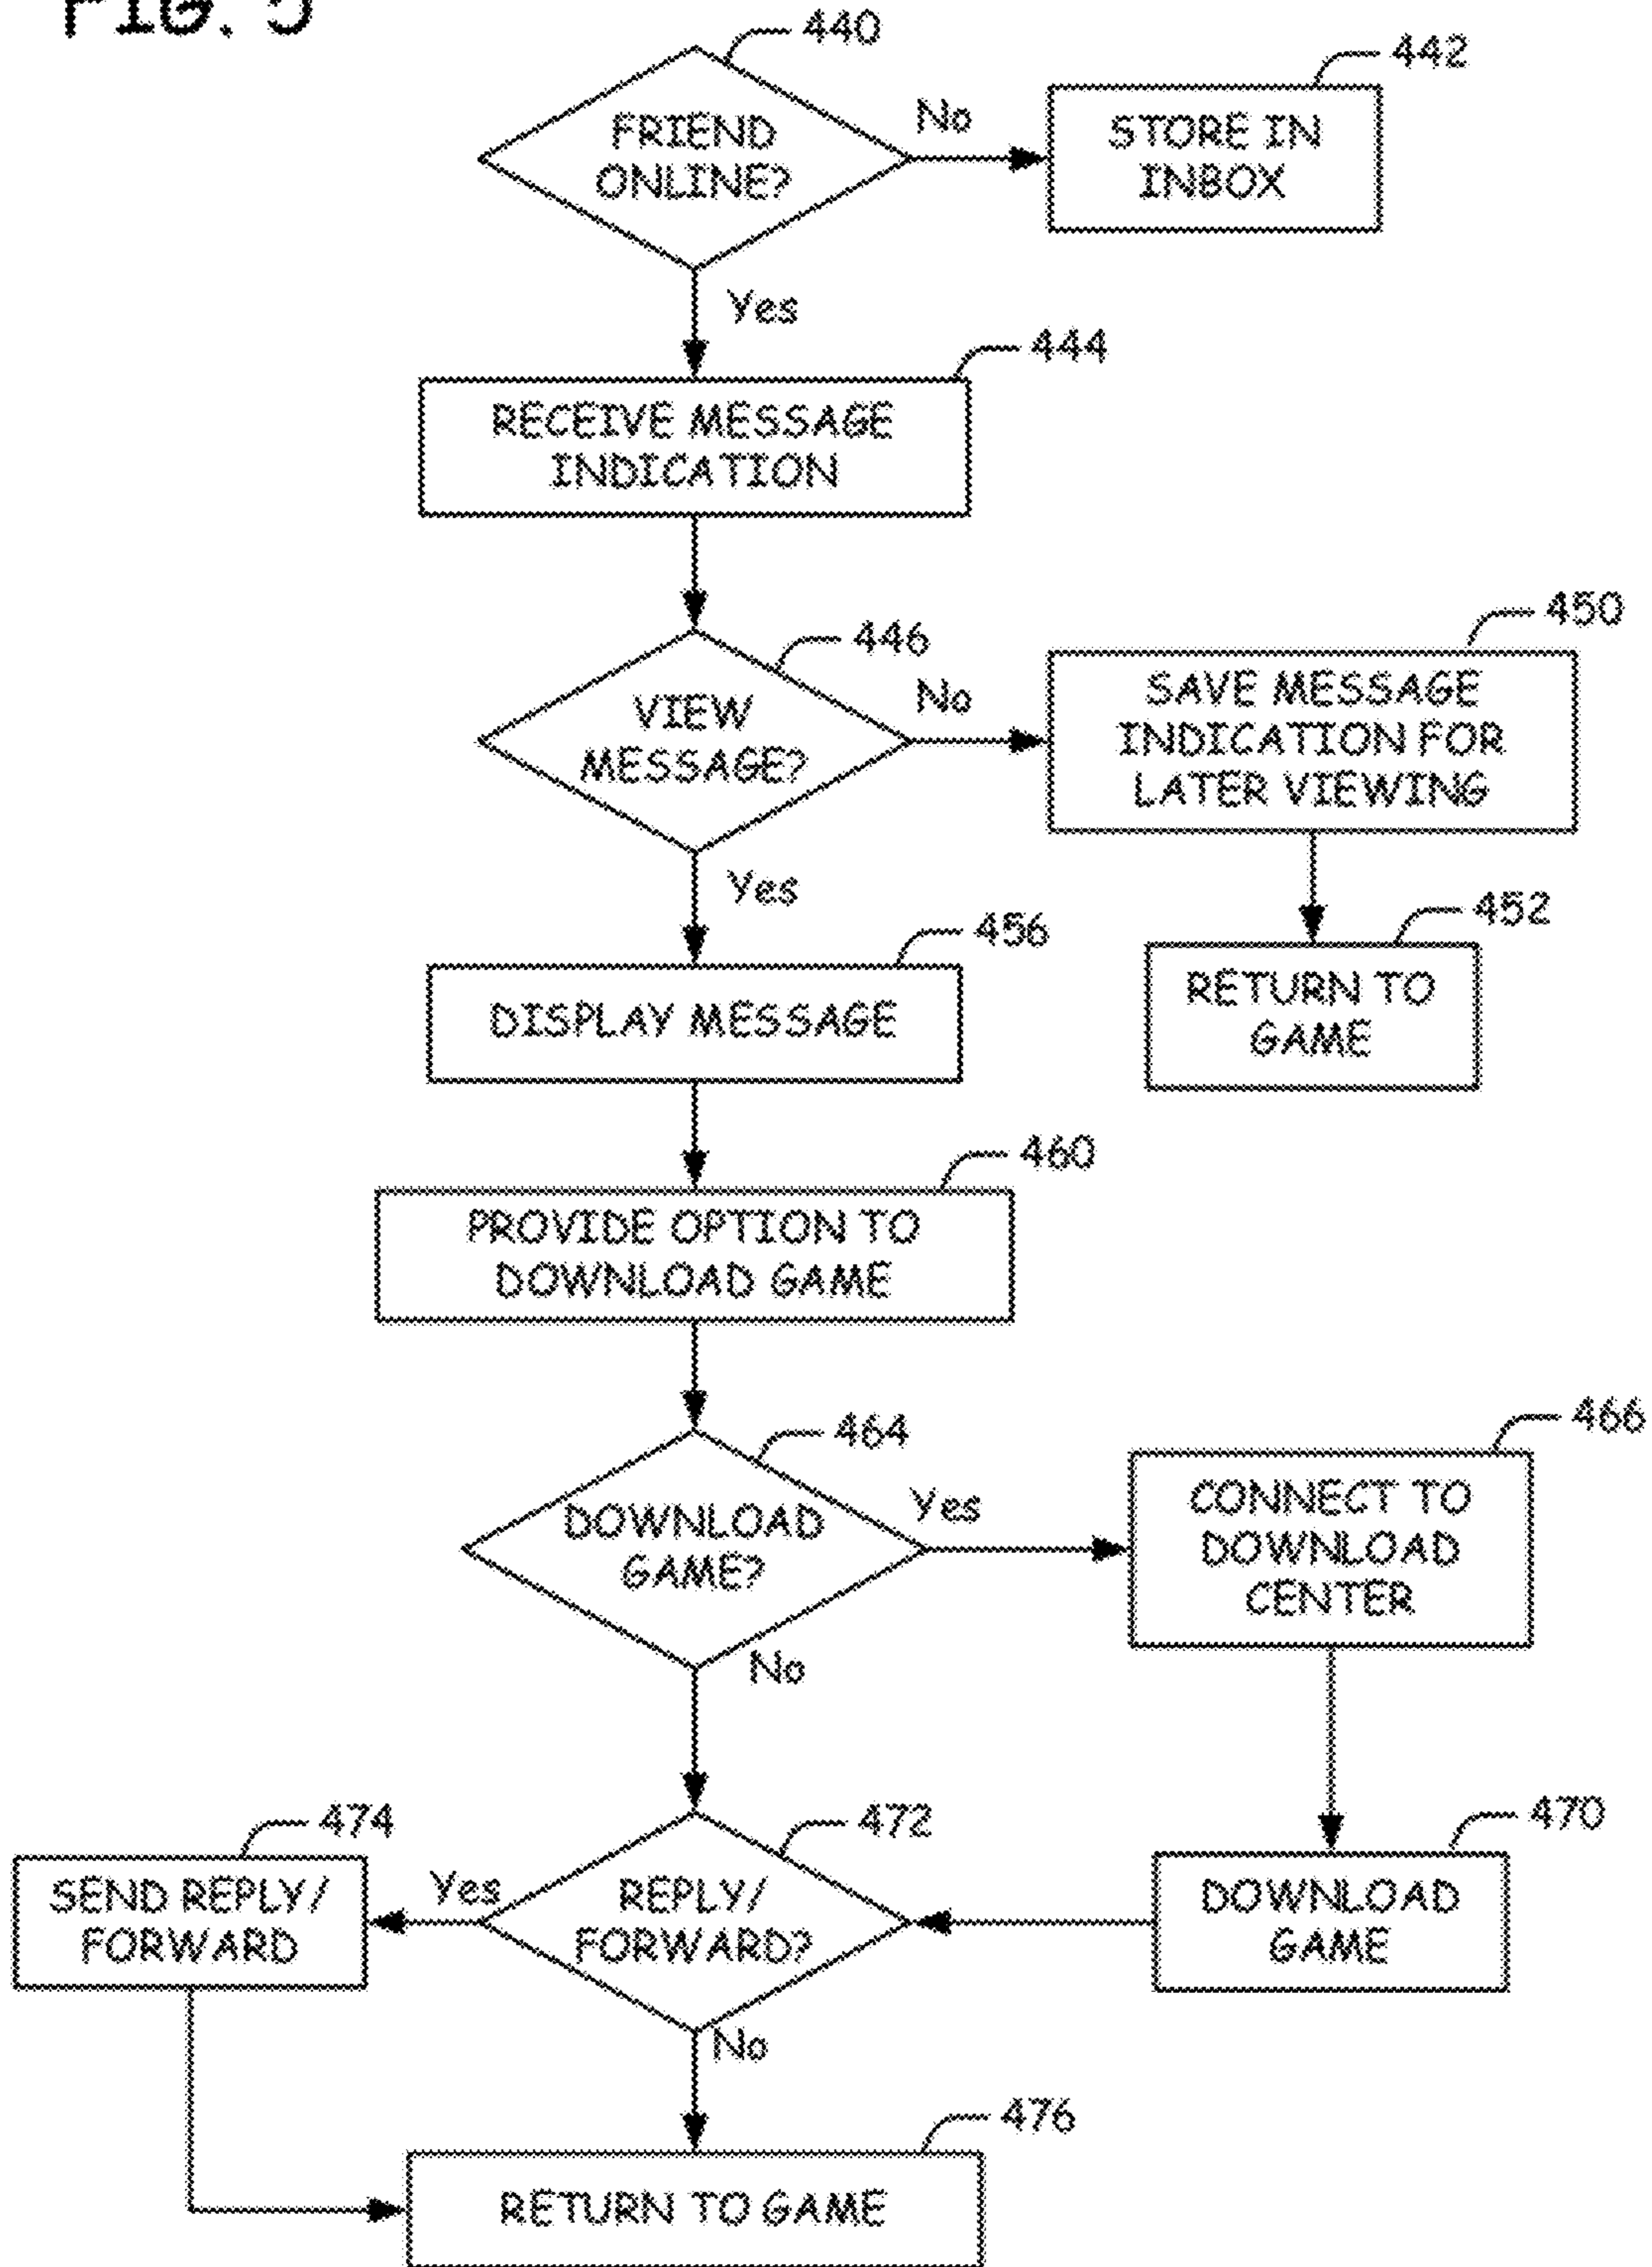 FIG. 5
440
442
FRIEND
ONLINE?
No
STORE IN
INBOX
Yes
444
RECEIVE MESSAGE
INDICATION
446
450
VIEW
MESSAGE?
No
SAVE MESSAGE
INDICATION FOR
LATER VIEWING
Yes
452
456
RETURN TO
GAME
DISPLAY MESSAGE
460
PROVIDE OPTION TO
DOWNLOAD GAME
464
466
DOWNLOAD
GAME?
Yes
CONNECT TO
DOWNLOAD
CENTER
No
474
472
470
SEND REPLY/
FORWARD
Yes
REPLY/
FORWARD?
DOWNLOAD
GAME
No
476
RETURN TO GAME